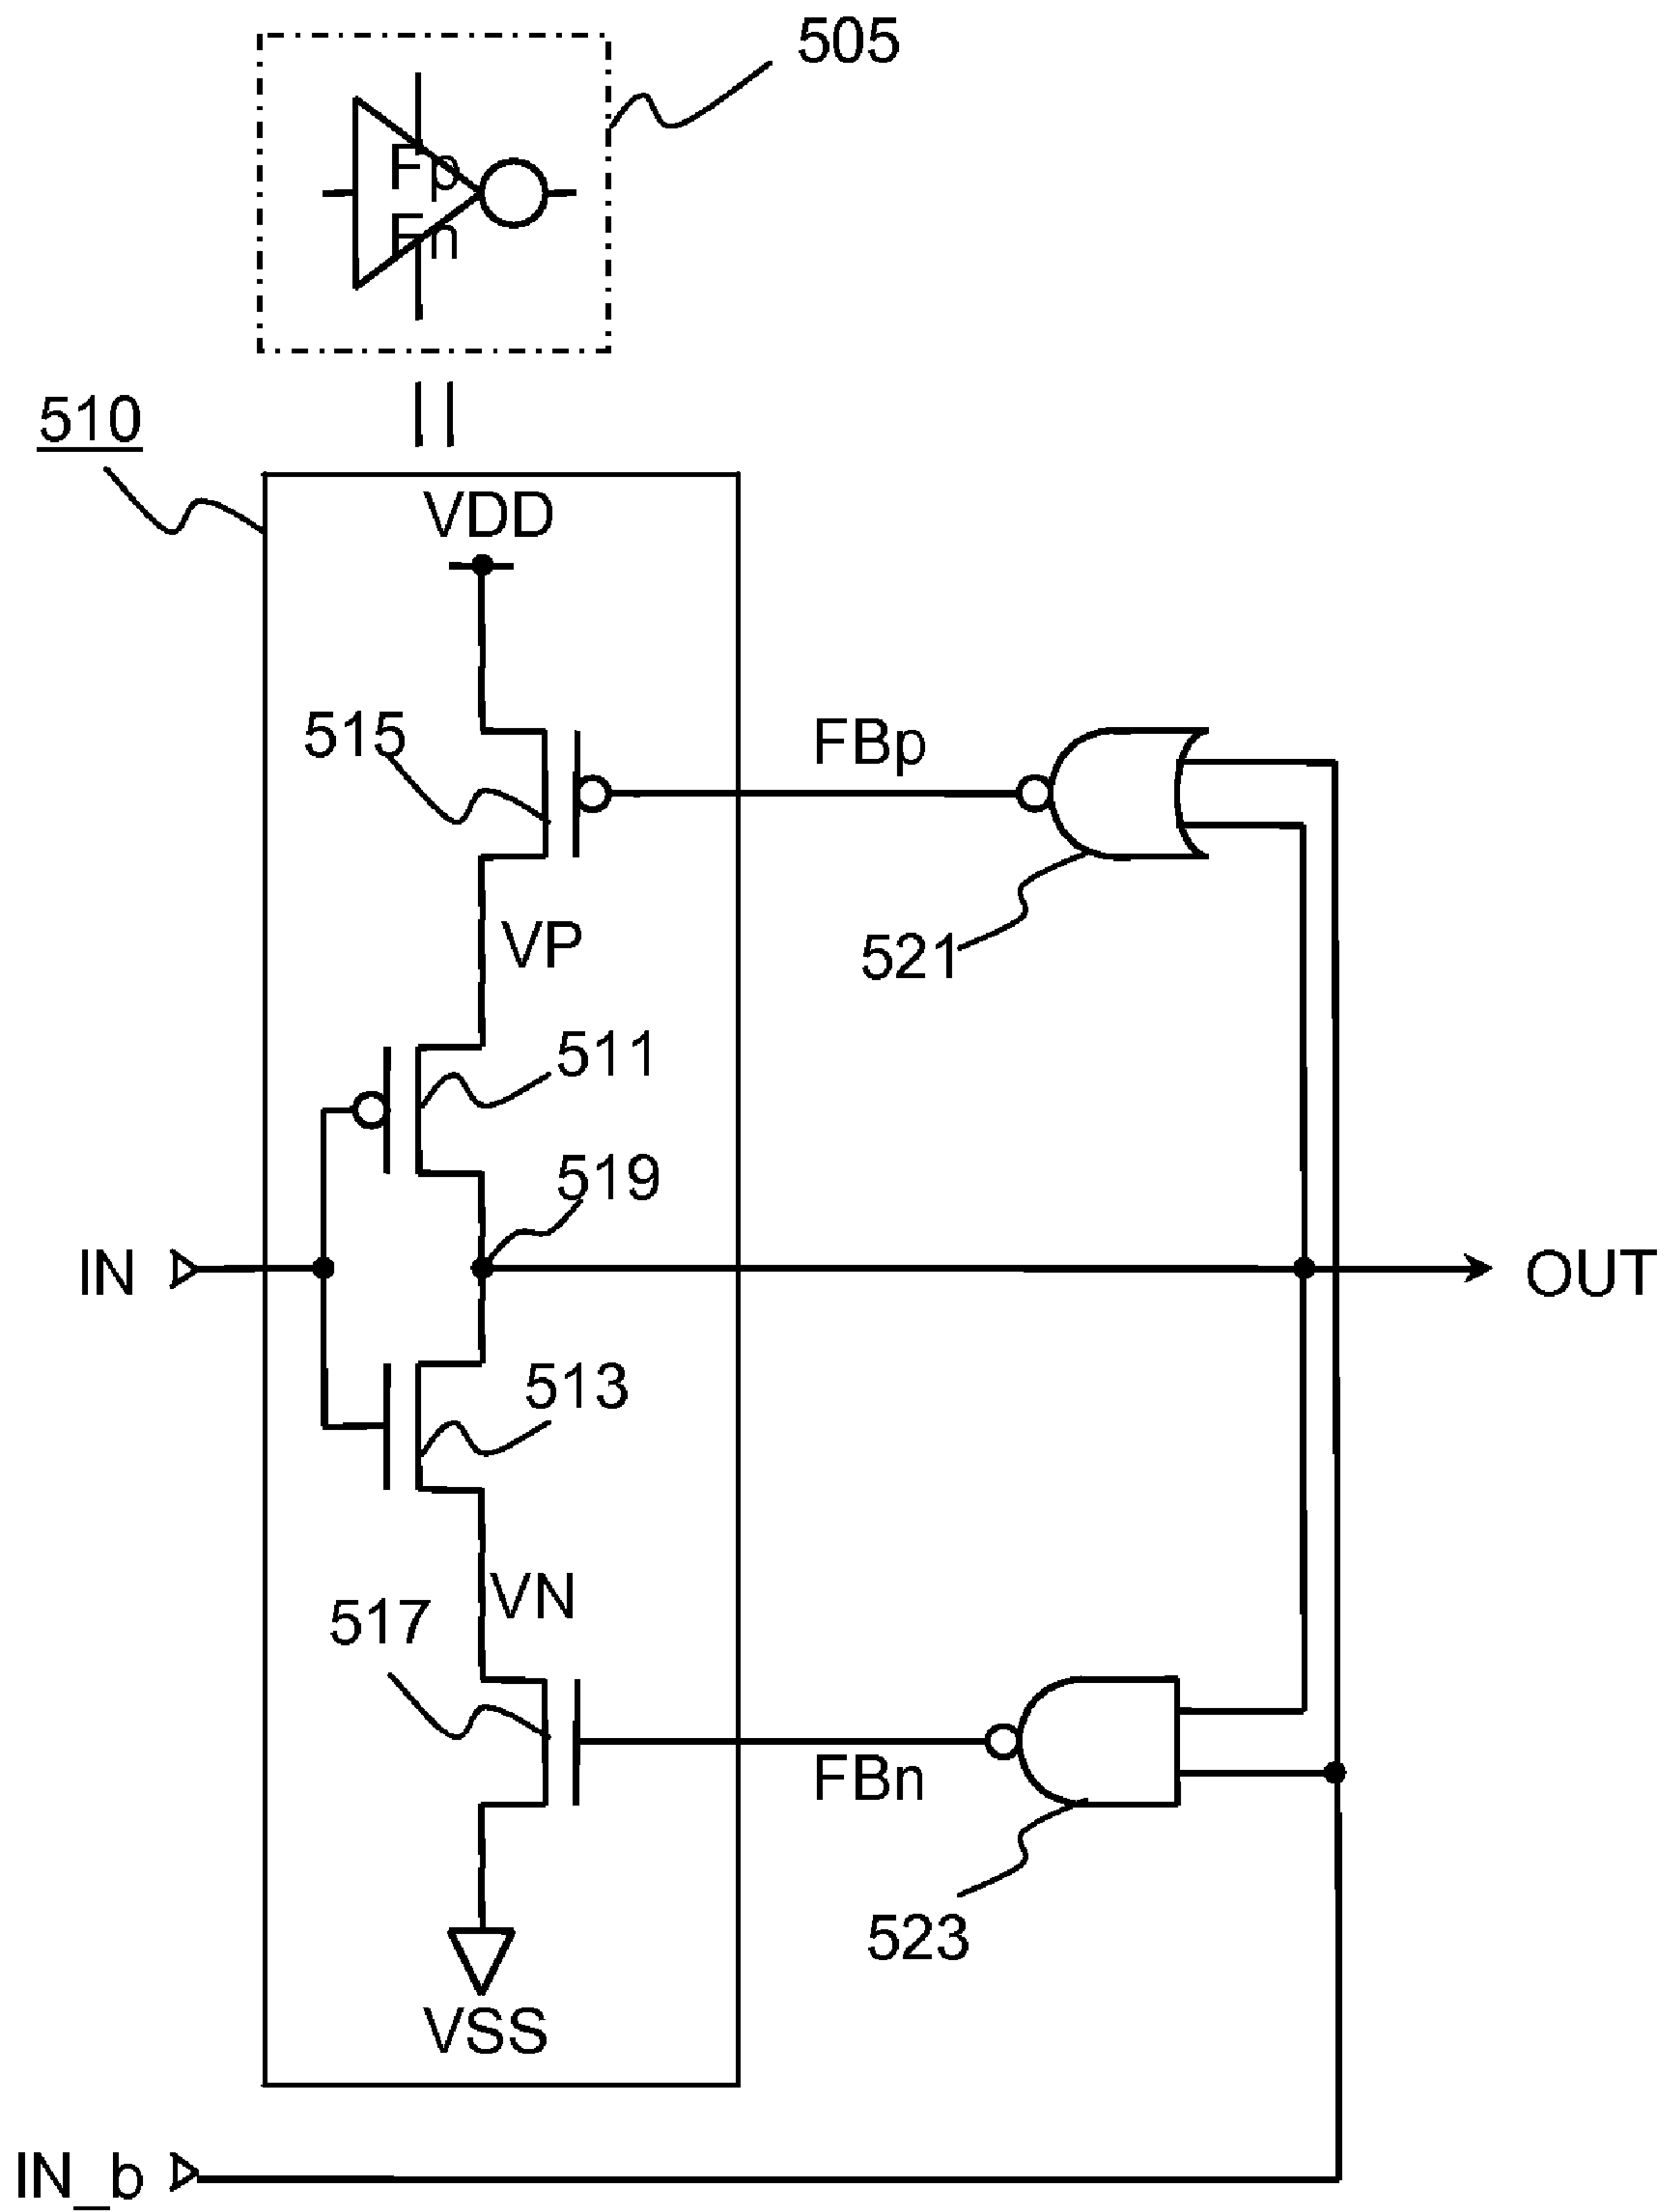 505
Fp
Fn
510
VDD
515
FBp
521
VP
511
519
IN
OUT
513
VN
517
FBn
523
VSS
IN_b